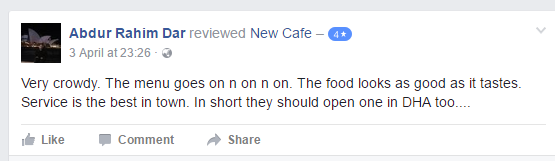 Abdur Rahim Dar reviewed New Cafe – 4★
3 April at 23:26 ·
Very crowdy. The menu goes on n on n on. The food looks as good as it tastes.
Service is the best in town. In short they should open one in DHA too....
Like Comment Share